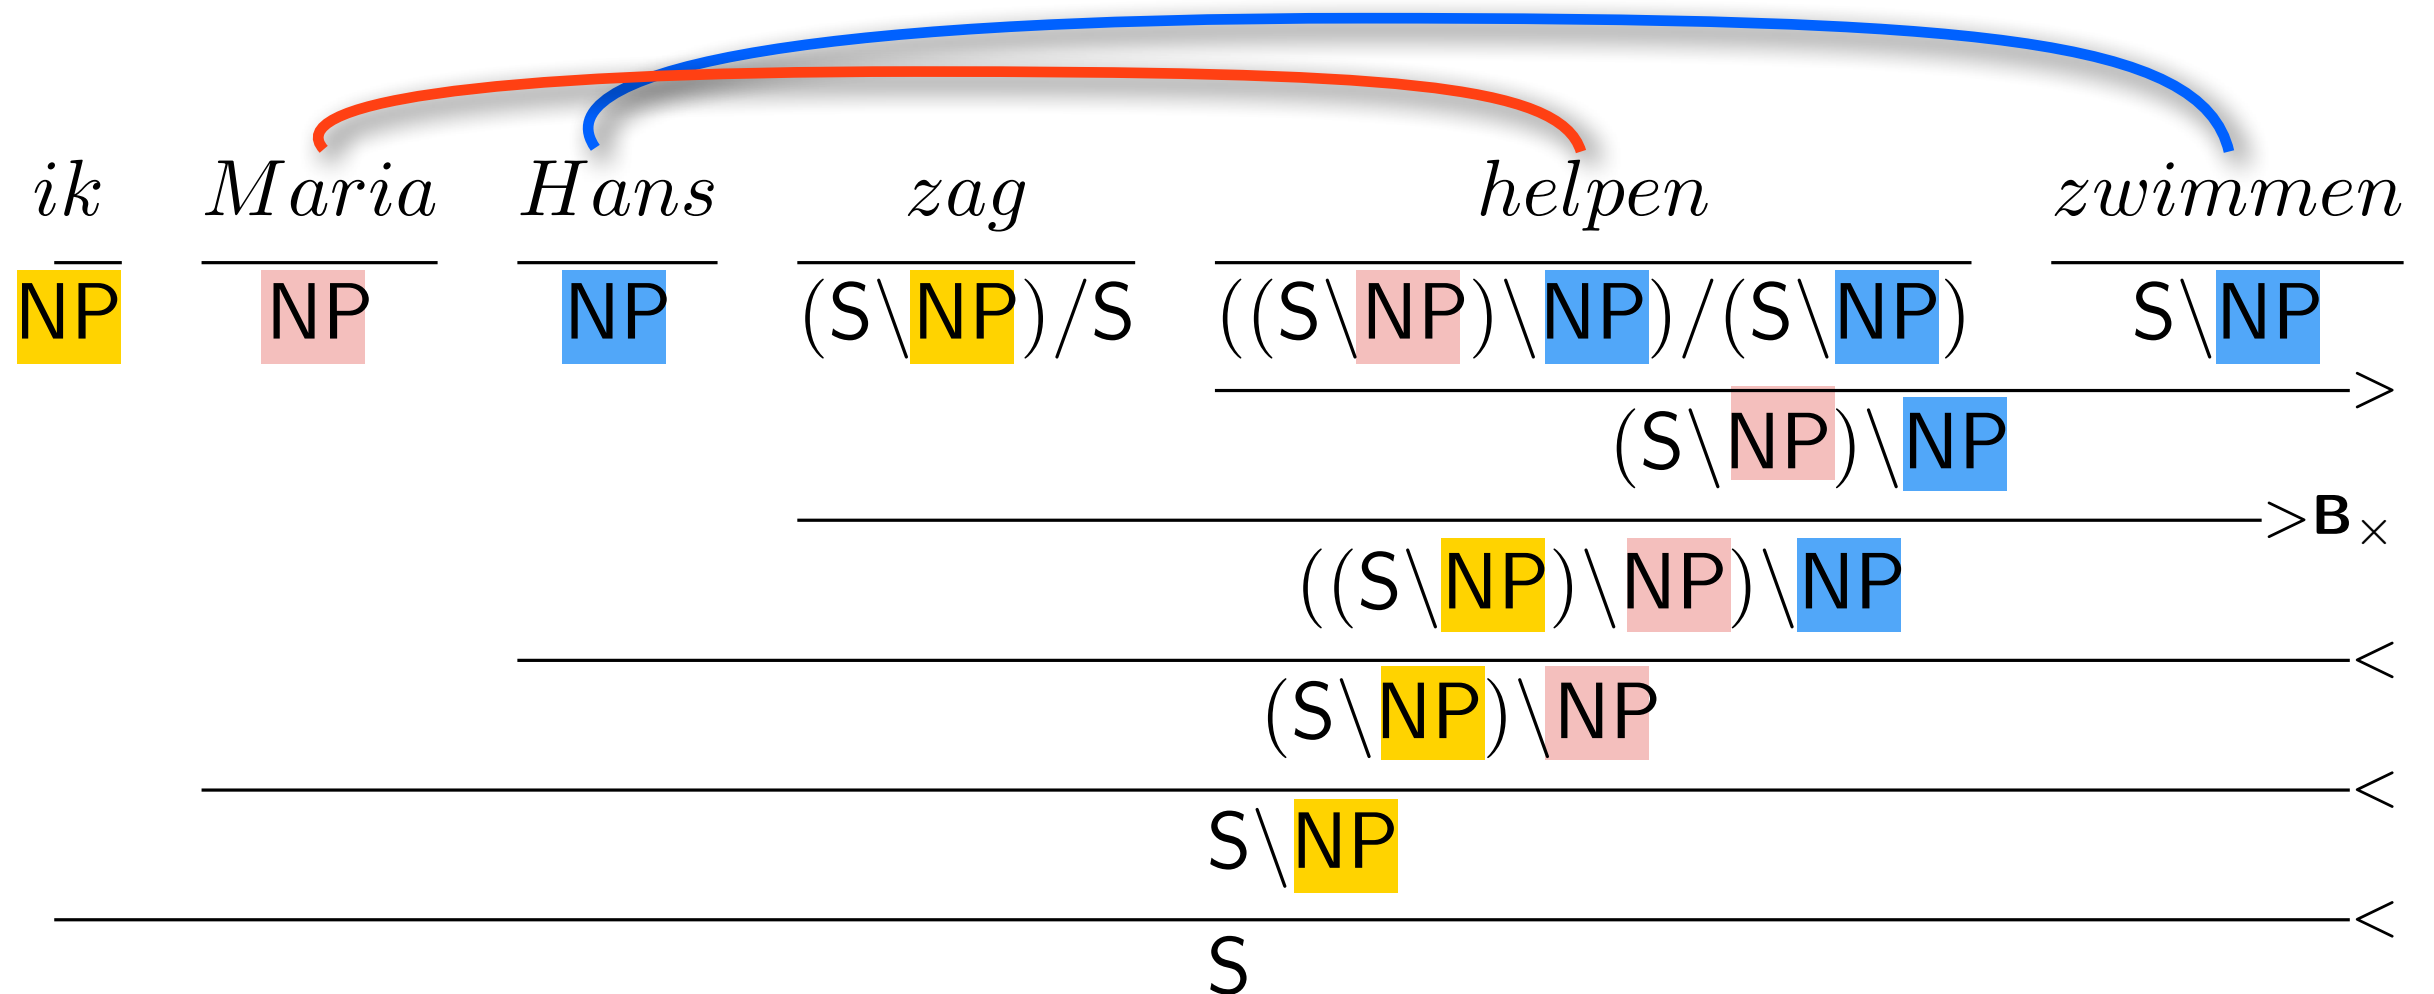 ik Maria Hans zag helpen zwimmen
NP NP NP (S\NP)/S ((S\NP)\NP)/(S\NP) S\NP
>
(S\NP)\NP
>B×
((S\NP)\NP)\NP
<
(S\NP)\NP
<
S\NP
<
S